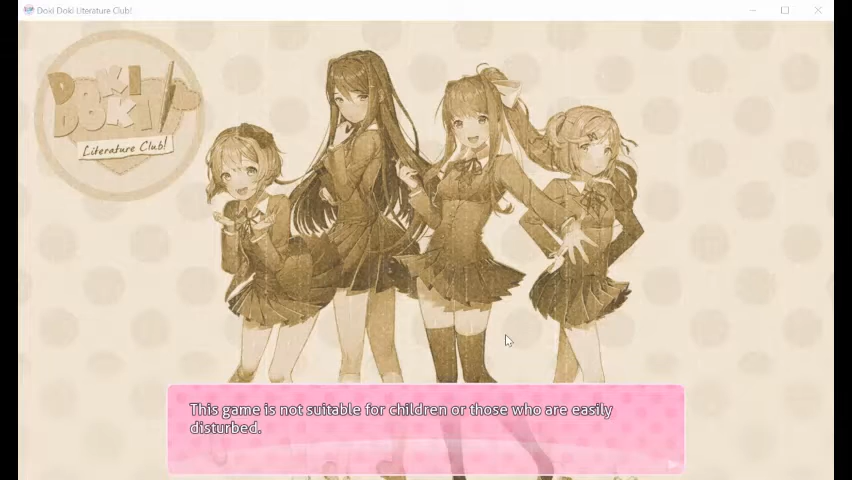 Doki Doki Literature Club!
DOKI
DOKI
Literature Club!
This game is not suitable for children or those who are easily
disturbed.